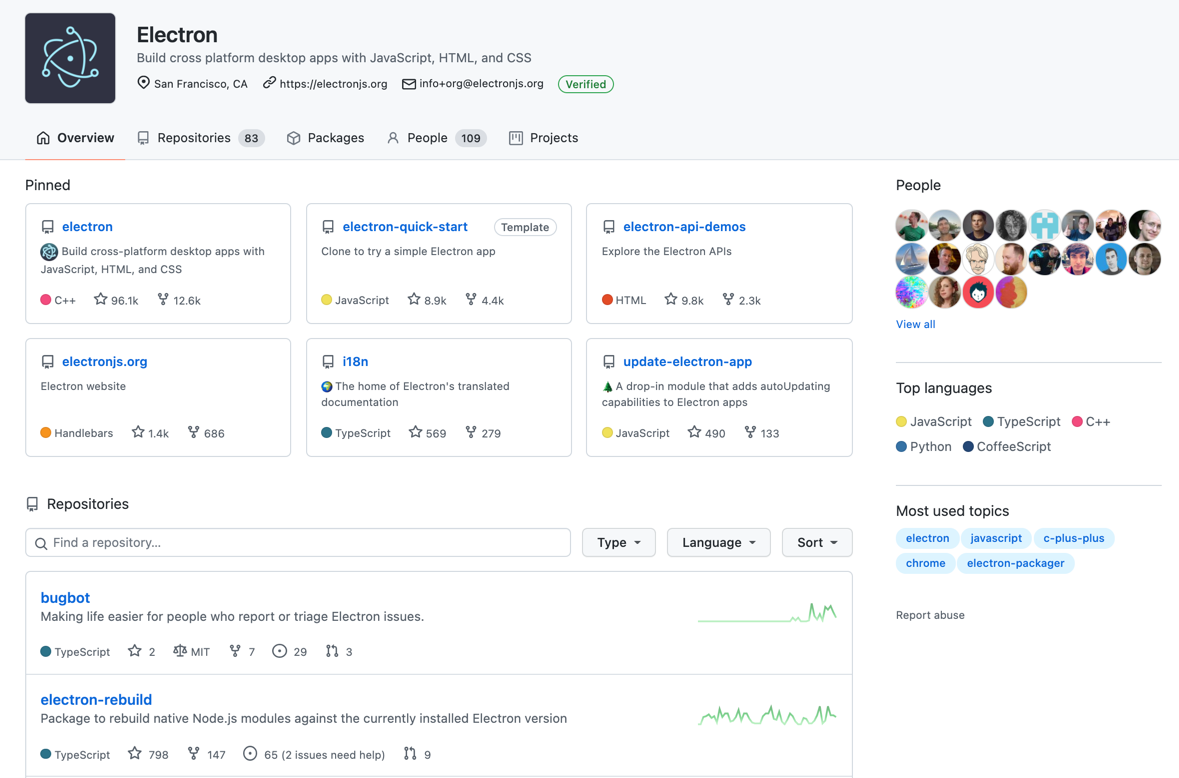 Electron
Build cross platform desktop apps with JavaScript, HTML, and CSS
San Francisco, CA https://electronjs.org info+org@electronjs.org Verified
Overview Repositories 83 Packages People 109 Projects
Pinned
electron
Build cross-platform desktop apps with
JavaScript, HTML, and CSS
C++ 96.1k 12.6k
electron-quick-start Template
Clone to try a simple Electron app
JavaScript 8.9k 4.4k
electron-api-demos
Explore the Electron APIs
HTML 9.8k 2.3k
electronjs.org
Electron website
Handlebars 1.4k 686
i18n
The home of Electron's translated
documentation
TypeScript 569 279
update-electron-app
A drop-in module that adds autoUpdating
capabilities to Electron apps
JavaScript 490 133
Repositories
Find a repository...
Type Language Sort
bugbot
Making life easier for people who report or triage Electron issues.
TypeScript 2 MIT 7 29 3
electron-rebuild
Package to rebuild native Node.js modules against the currently installed Electron version
TypeScript 798 147 65 (2 issues need help) 9
People
View all
Top languages
JavaScript TypeScript C++
Python CoffeeScript
Most used topics
electron javascript c-plus-plus
chrome electron-packager
Report abuse